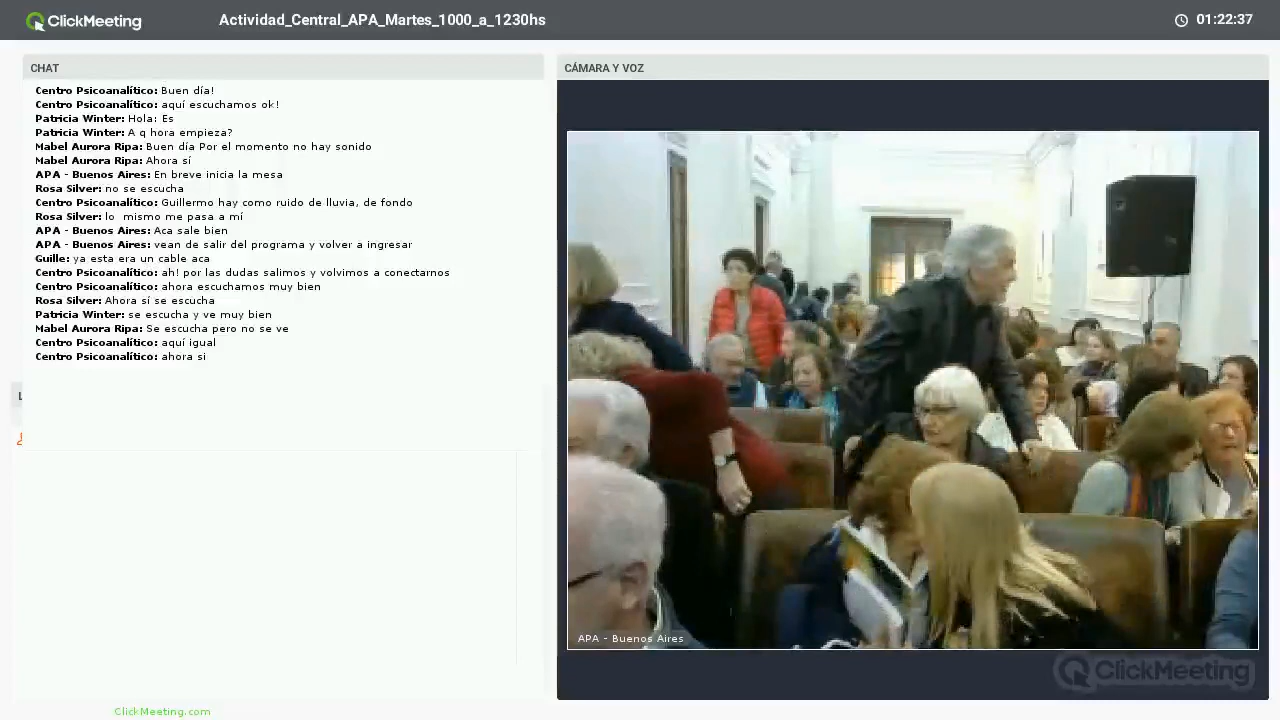 ClickMeeting
Actividad_Central_APA_Martes_1000_a_1230hs
01:22:37
CHAT
Centro Psicoanalítico: Buen día!
Centro Psicoanalítico: aquí escuchamos ok!
Patricia Winter: Hola: Es
Patricia Winter: A q hora empieza?
Mabel Aurora Ripa: Buen día Por el momento no hay sonido
Mabel Aurora Ripa: Ahora sí
APA - Buenos Aires: En breve inicia la mesa
Rosa Silver: no se escucha
Centro Psicoanalítico: Guillermo hay como ruido de lluvia, de fondo
Rosa Silver: lo mismo me pasa a mí
APA - Buenos Aires: Aca sale bien
APA - Buenos Aires: vean de salir del programa y volver a ingresar
Guille: ya esta era un cable aca
Centro Psicoanalítico: ah! por las dudas salimos y volvimos a conectarnos
Centro Psicoanalítico: ahora escuchamos muy bien
Rosa Silver: Ahora sí se escucha
Patricia Winter: se escucha y ve muy bien
Mabel Aurora Ripa: Se escucha pero no se ve
Centro Psicoanalítico: aquí igual
Centro Psicoanalítico: ahora si
CÁMARA Y VOZ
APA - Buenos Aires
ClickMeeting
ClickMeeting.com